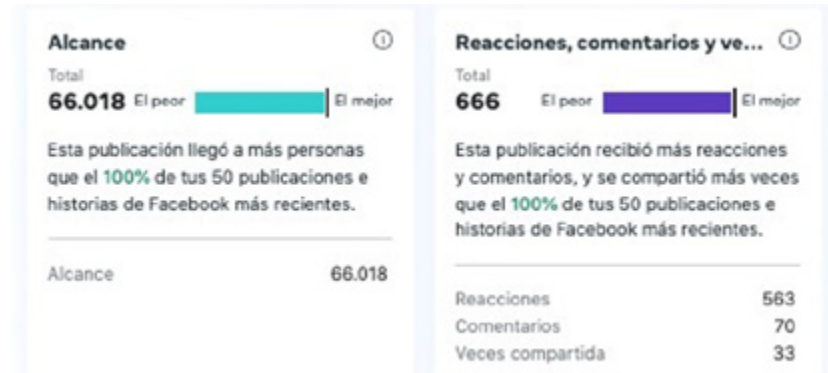 Alcance
Total
66.018 El peor El mejor
Esta publicación llegó a más personas
que el 100% de tus 50 publicaciones e
historias de Facebook más recientes.
Alcance 66.018
Reacciones, comentarios y ve...
Total
666 El peor El mejor
Esta publicación recibió más reacciones
y comentarios, y se compartió más veces
que el 100% de tus 50 publicaciones e
historias de Facebook más recientes.
Reacciones 563
Comentarios 70
Veces compartida 33